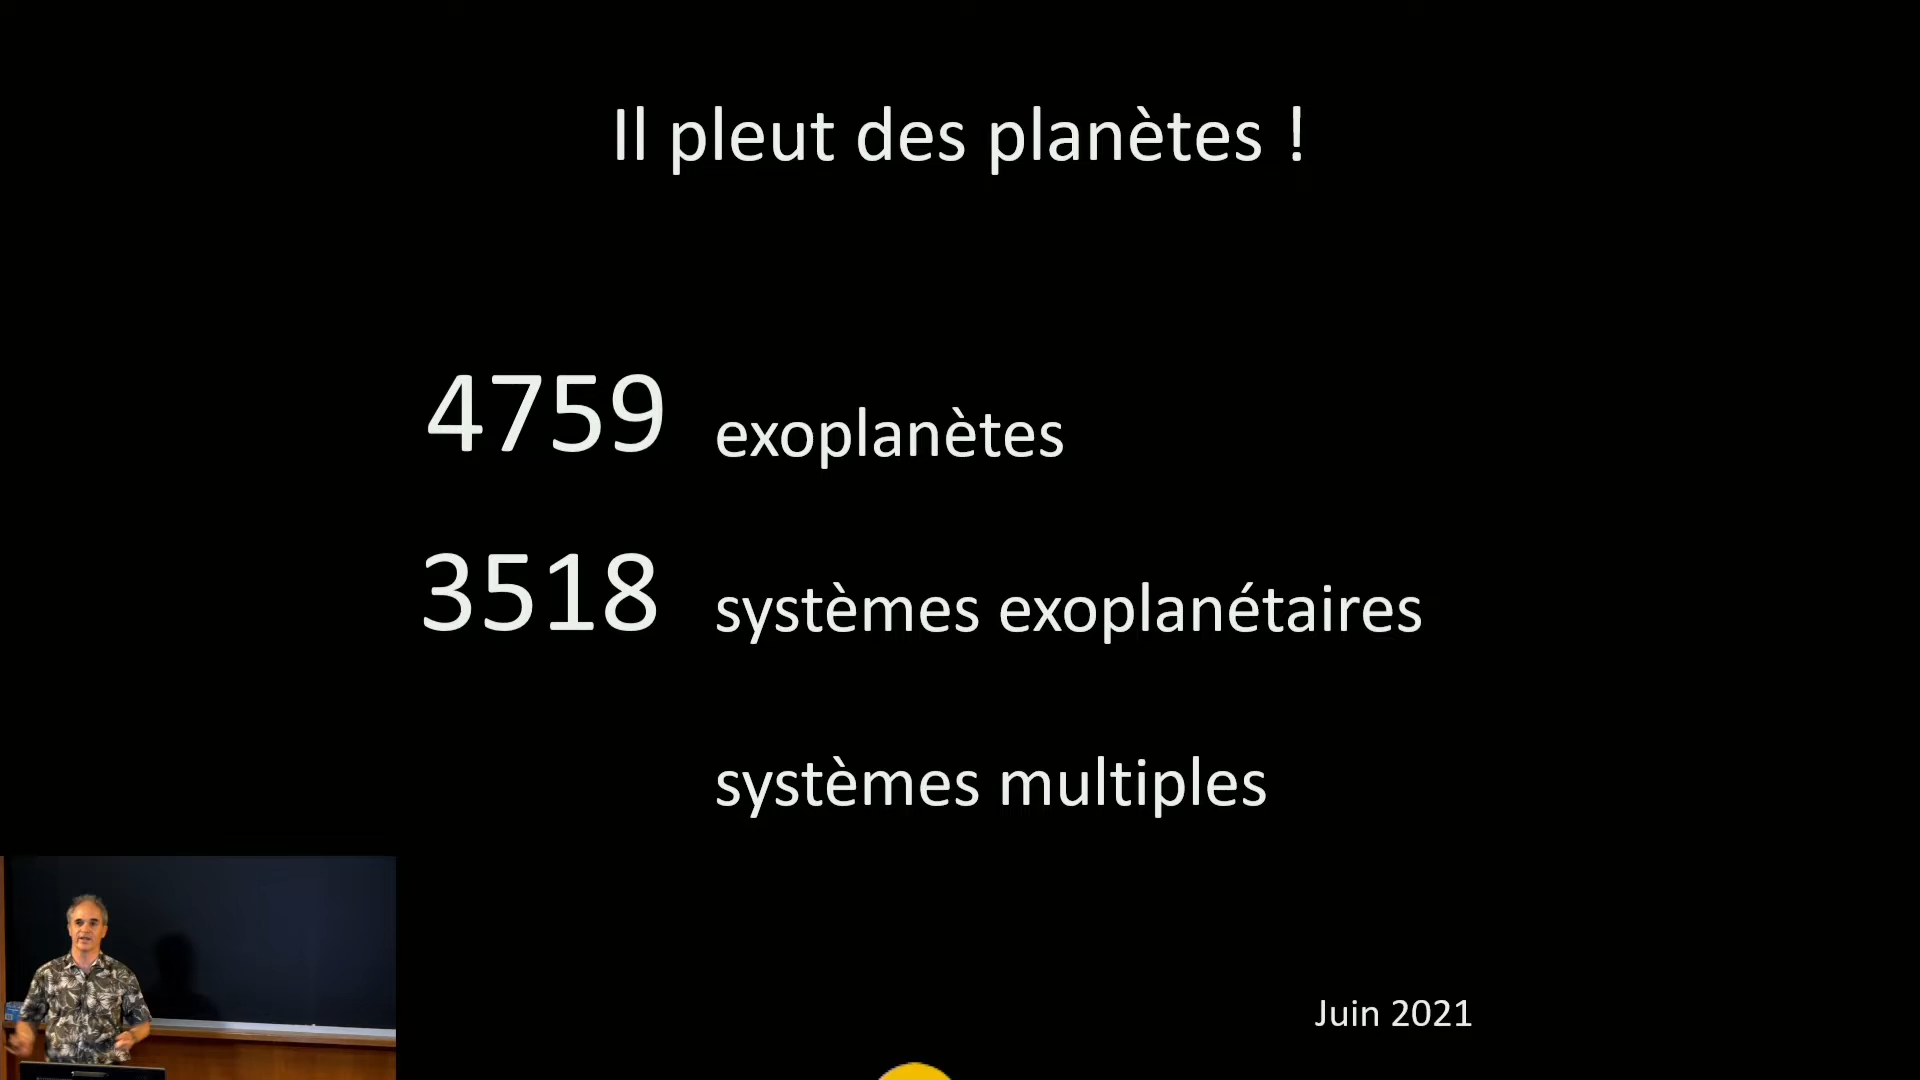 Il pleut des planètes !
4759 exoplanètes
3518 systèmes exoplanétaires
systèmes multiples
Juin 2021